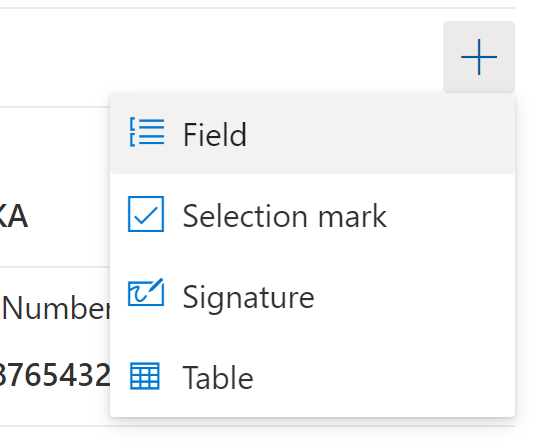 Field
KA
Selection mark
Number
Signature
8765432
Table